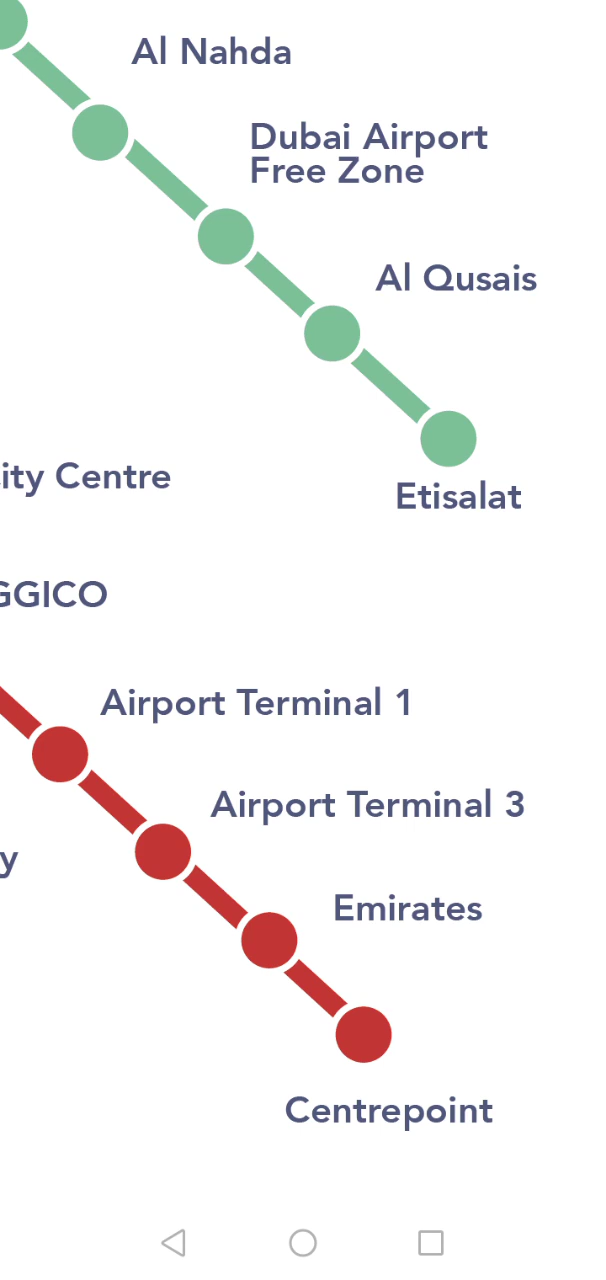 Al Nahda
Dubai Airport
Free Zone
Al Qusais
ity Centre
Etisalat
GGICO
Airport Terminal 1
Airport Terminal 3
y
Emirates
Centrepoint